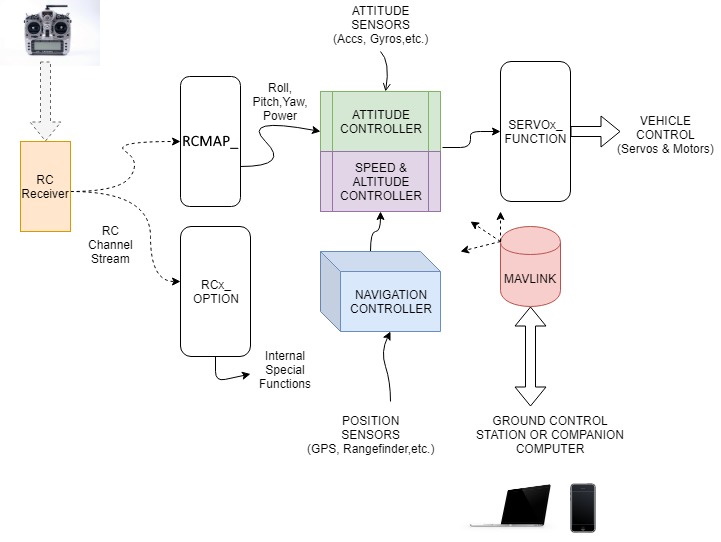 ATTITUDE
SENSORS
(Accs, Gyros,etc.)
RC
Receiver
RC
Channel
Stream
RCMAP_
Roll,
Pitch,Yaw,
Power
ATTITUDE
CONTROLLER
SPEED &
ALTITUDE
CONTROLLER
SERVOx_
FUNCTION
VEHICLE
CONTROL
(Servos & Motors)
RCx_
OPTION
Internal
Special
Functions
NAVIGATION
CONTROLLER
POSITION
SENSORS
(GPS, Rangefinder,etc.)
MAVLINK
GROUND CONTROL
STATION OR COMPANION
COMPUTER